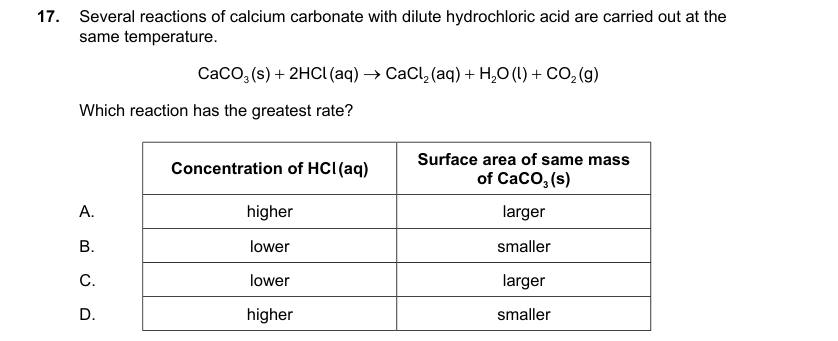 17. Several reactions of calcium carbonate with dilute hydrochloric acid are carried out at the
same temperature.
CaCO₃(s) + 2HCl(aq) → CaCl₂(aq) + H₂O(l) + CO₂(g)
Which reaction has the greatest rate?
Concentration of HCl(aq) Surface area of same mass
of CaCO₃(s)
A. higher larger
B. lower smaller
C. lower larger
D. higher smaller